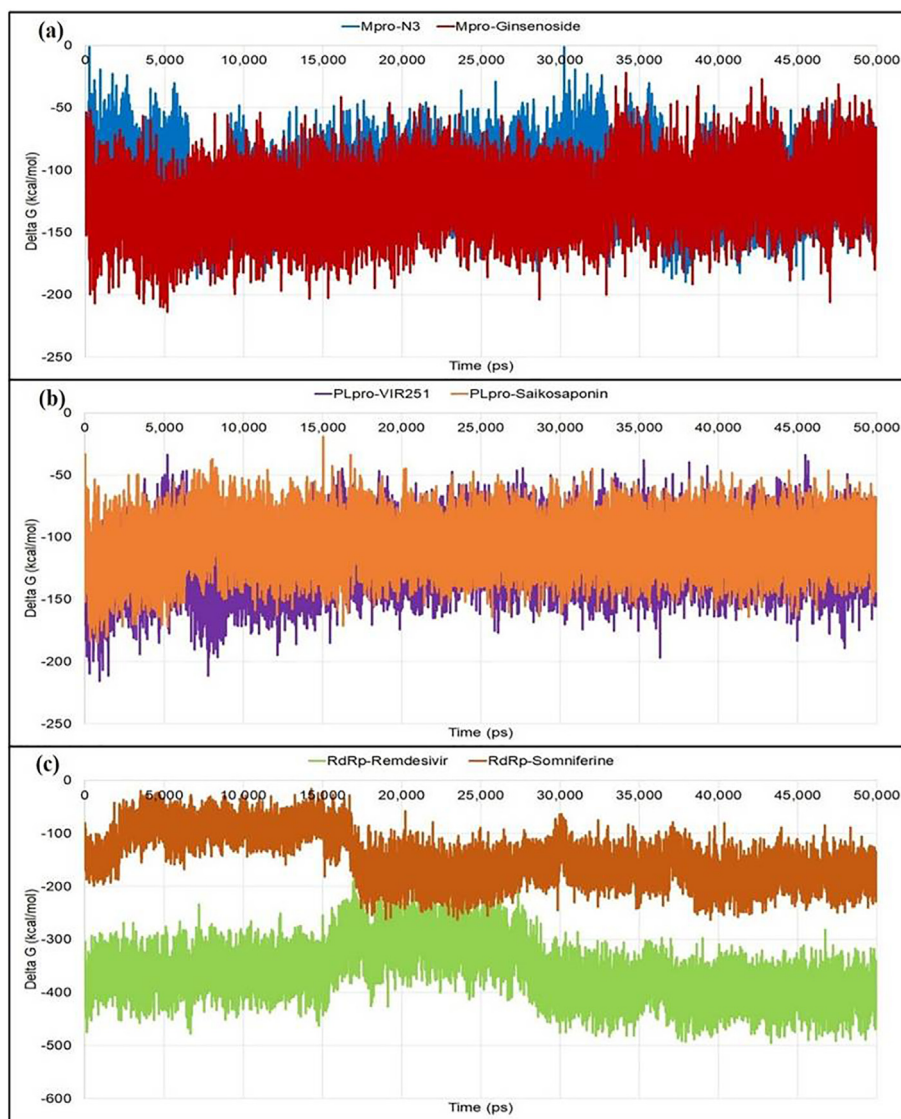 (a)
Mpro-N3 Mpro-Ginsenoside
0 5,000 10,000 15,000 20,000 25,000 30,000 35,000 40,000 45,000 50,000
0
-50
-100
-150
-200
-250
Delta G (kcal/mol)
Time (ps)
(b)
PLpro-VIR251 PLpro-Saikosaponin
0 5,000 10,000 15,000 20,000 25,000 30,000 35,000 40,000 45,000 50,000
0
-50
-100
-150
-200
-250
Delta G (kcal/mol)
Time (ps)
(c)
RdRp-Remdesivir RdRp-Somniferine
0 5,000 10,000 15,000 20,000 25,000 30,000 35,000 40,000 45,000 50,000
0
-100
-200
-300
-400
-500
-600
Delta G (kcal/mol)
Time (ps)